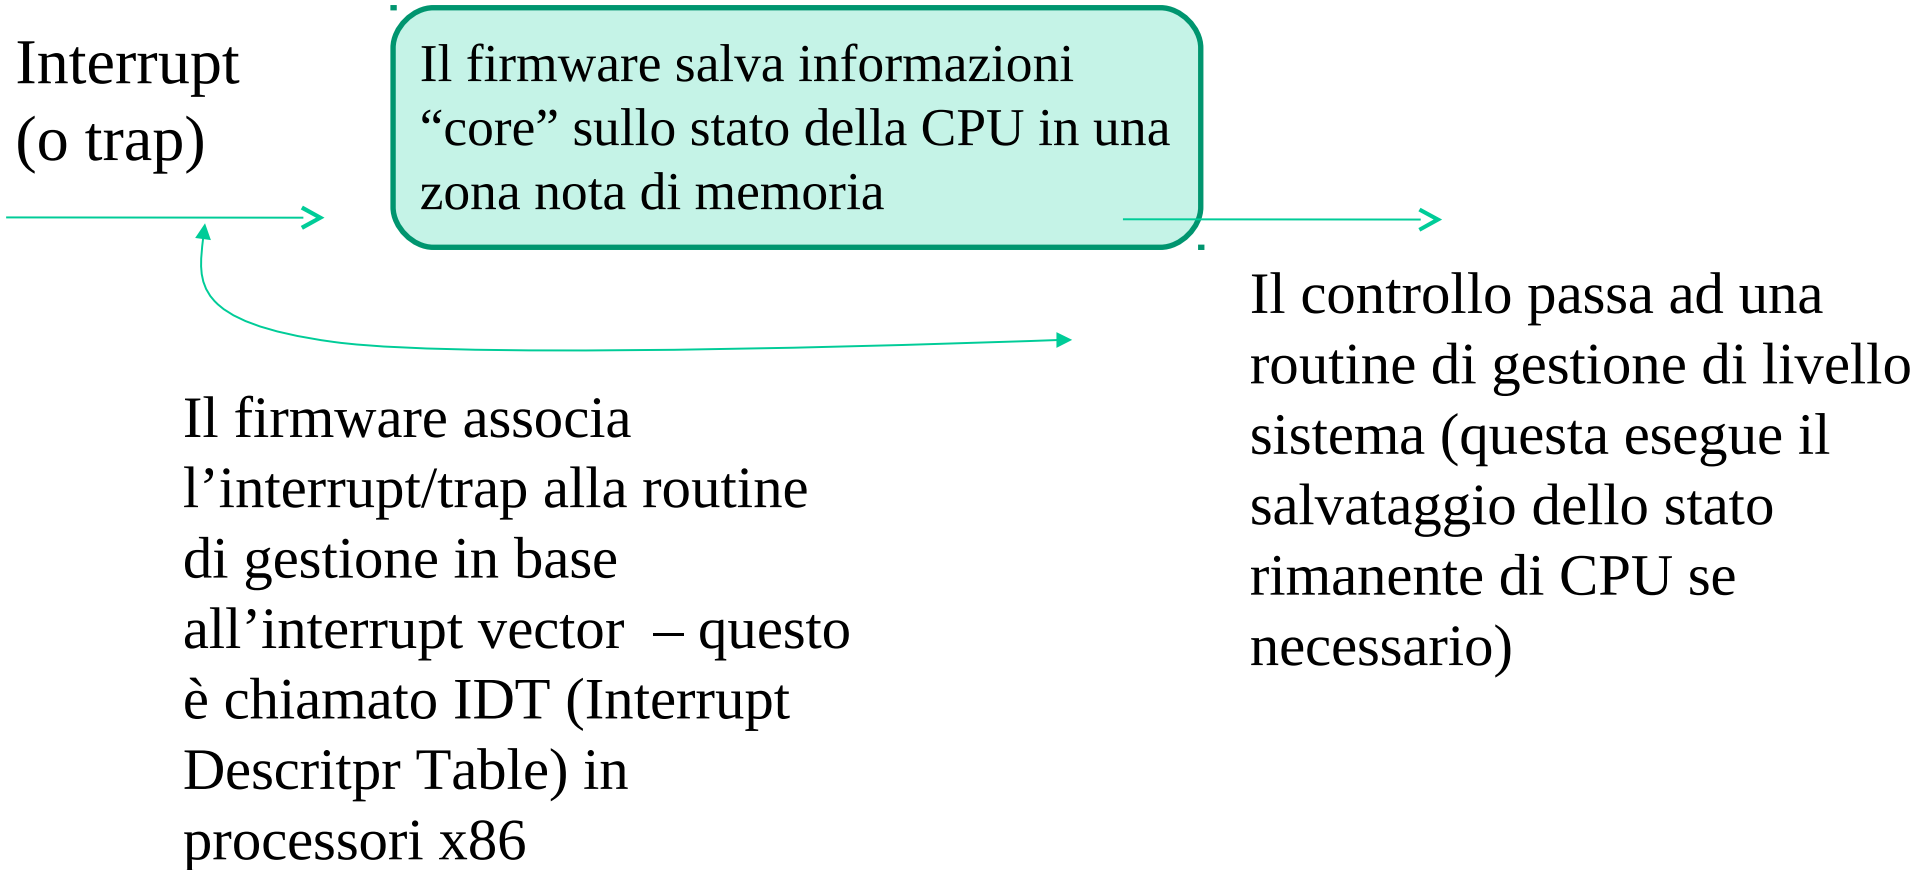 Interrupt
(o trap)
Il firmware salva informazioni
“core” sullo stato della CPU in una
zona nota di memoria
Il controllo passa ad una
routine di gestione di livello
sistema (questa esegue il
salvataggio dello stato
rimanente di CPU se
necessario)
Il firmware associa
l’interrupt/trap alla routine
di gestione in base
all’interrupt vector  – questo
è chiamato IDT (Interrupt
Descritpr Table) in
processori x86